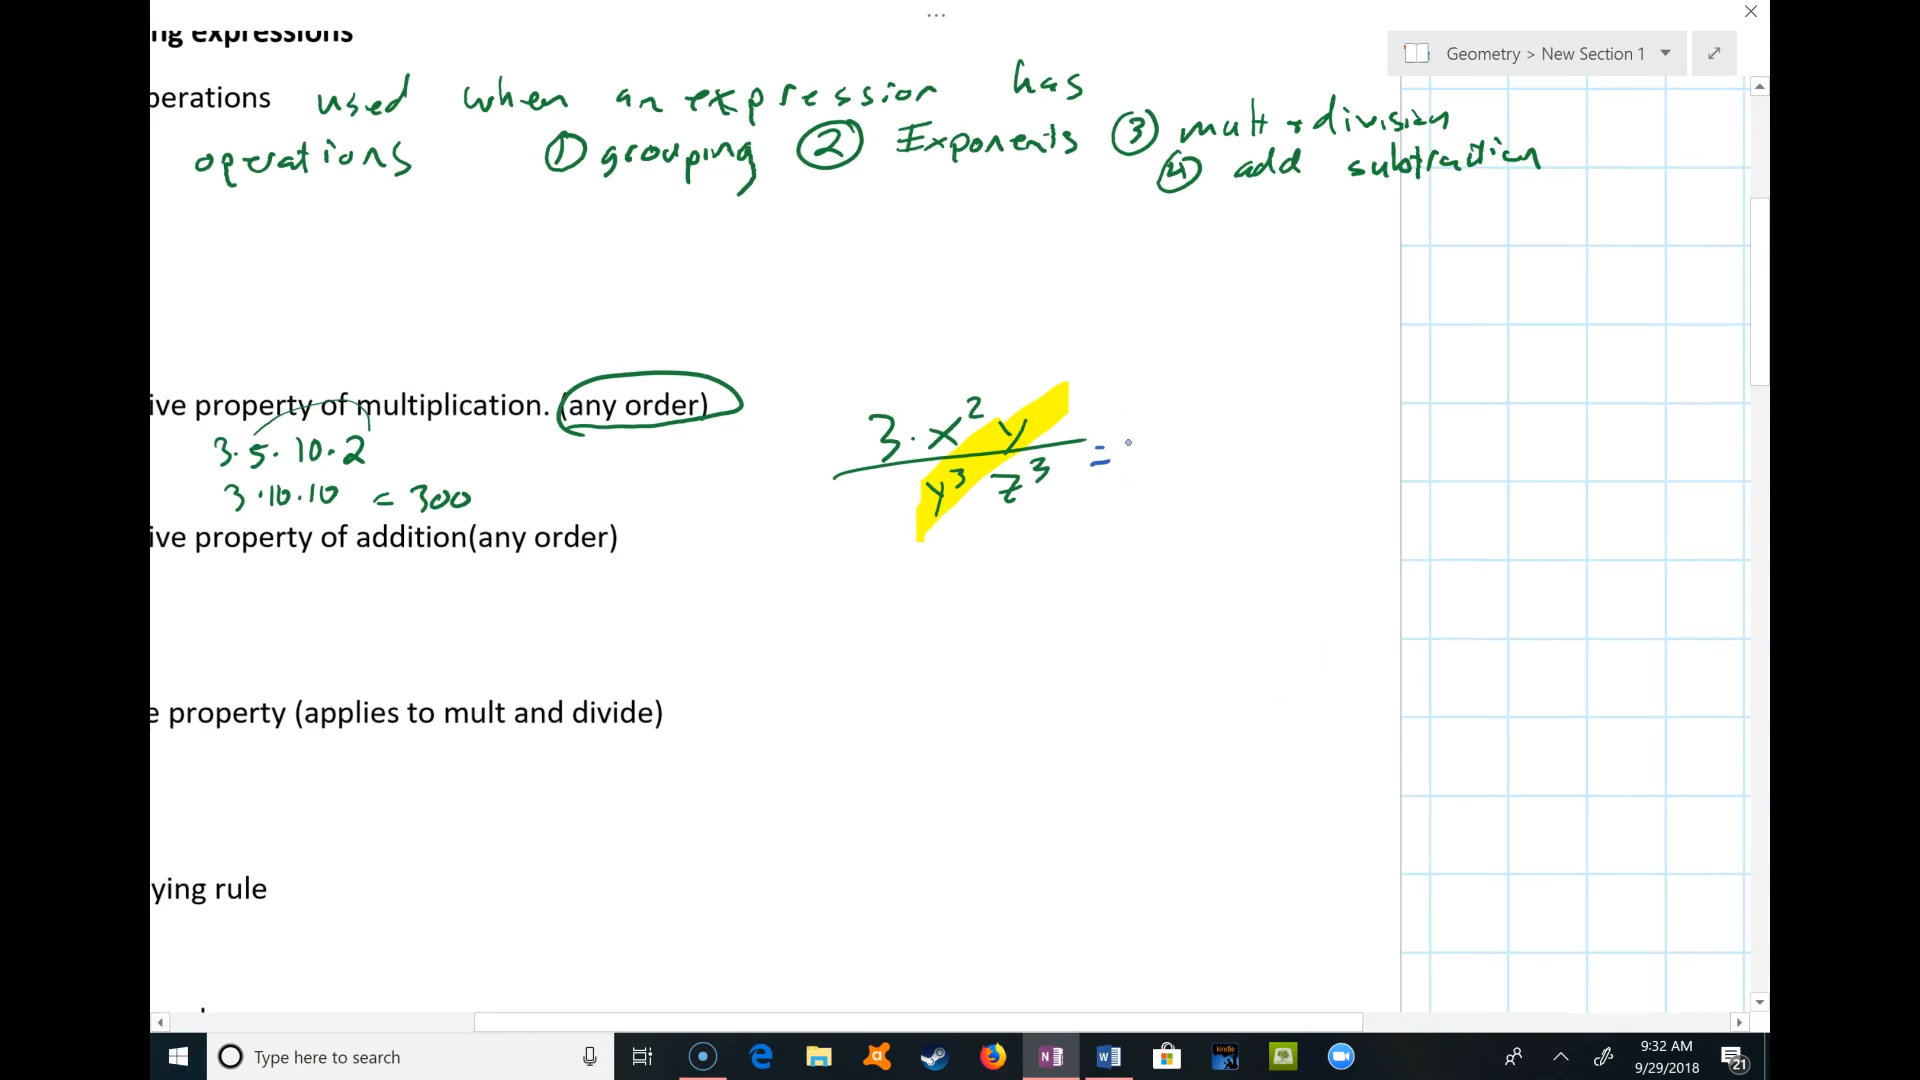 ng expressions
Geometry > New Section 1
perations used when an expression has
operations ① grouping ② Exponents ③ mult + division
④ add subtraction
ive property of multiplication. (any order)
3·5·10·2
3·10·10 = 300
3·x² y
y³ z³
=
ive property of addition(any order)
e property (applies to mult and divide)
ying rule
Type here to search
9:32 AM
9/29/2018
21